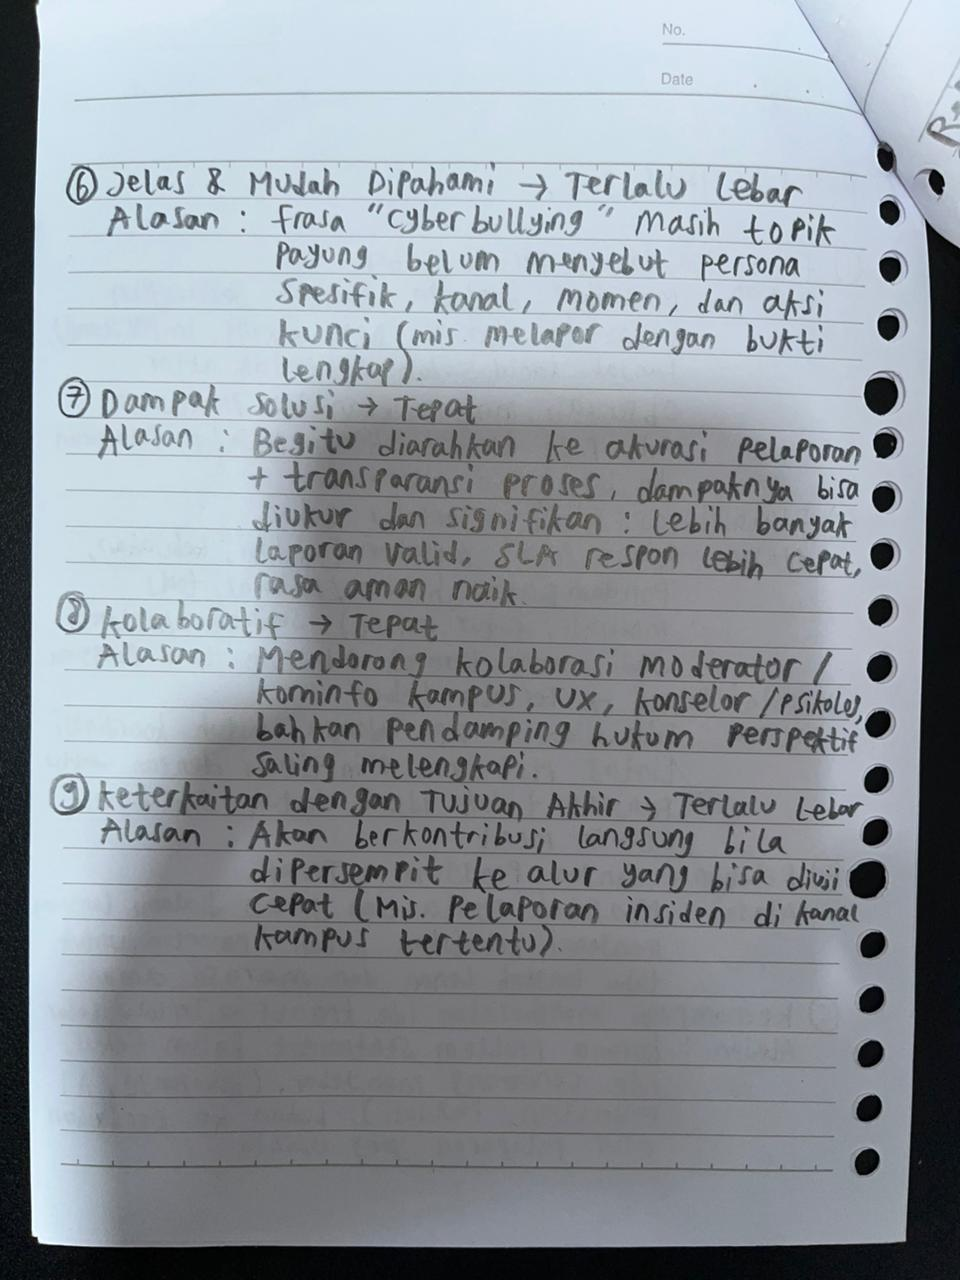 No.
Date
⑥ Jelas & Mudah Dipahami → Terlalu Lebar
Alasan : frasa "cyberbullying" masih topik
payung belum menyebut persona
spesifik, kanal, momen, dan aksi
kunci (mis. melapor dengan bukti
lengkap).
⑦ Dampak Solusi → Tepat
Alasan : Begitu diarahkan ke akurasi pelaporan
+ transparansi proses, dampaknya bisa
diukur dan signifikan : lebih banyak
laporan valid, SLA respon lebih cepat,
rasa aman naik.
⑧ Kolaboratif → Tepat
Alasan : Mendorong kolaborasi moderator /
kominfo kampus, UX, konselor /psikolog,
bahkan pendamping hukum perspektif
saling melengkapi.
⑨ Keterkaitan dengan Tujuan Akhir → Terlalu Lebar
Alasan : Akan berkontribusi langsung bila
dipersempit ke alur yang bisa diuji
cepat (Mis. Pelaporan insiden di kanal
kampus tertentu).